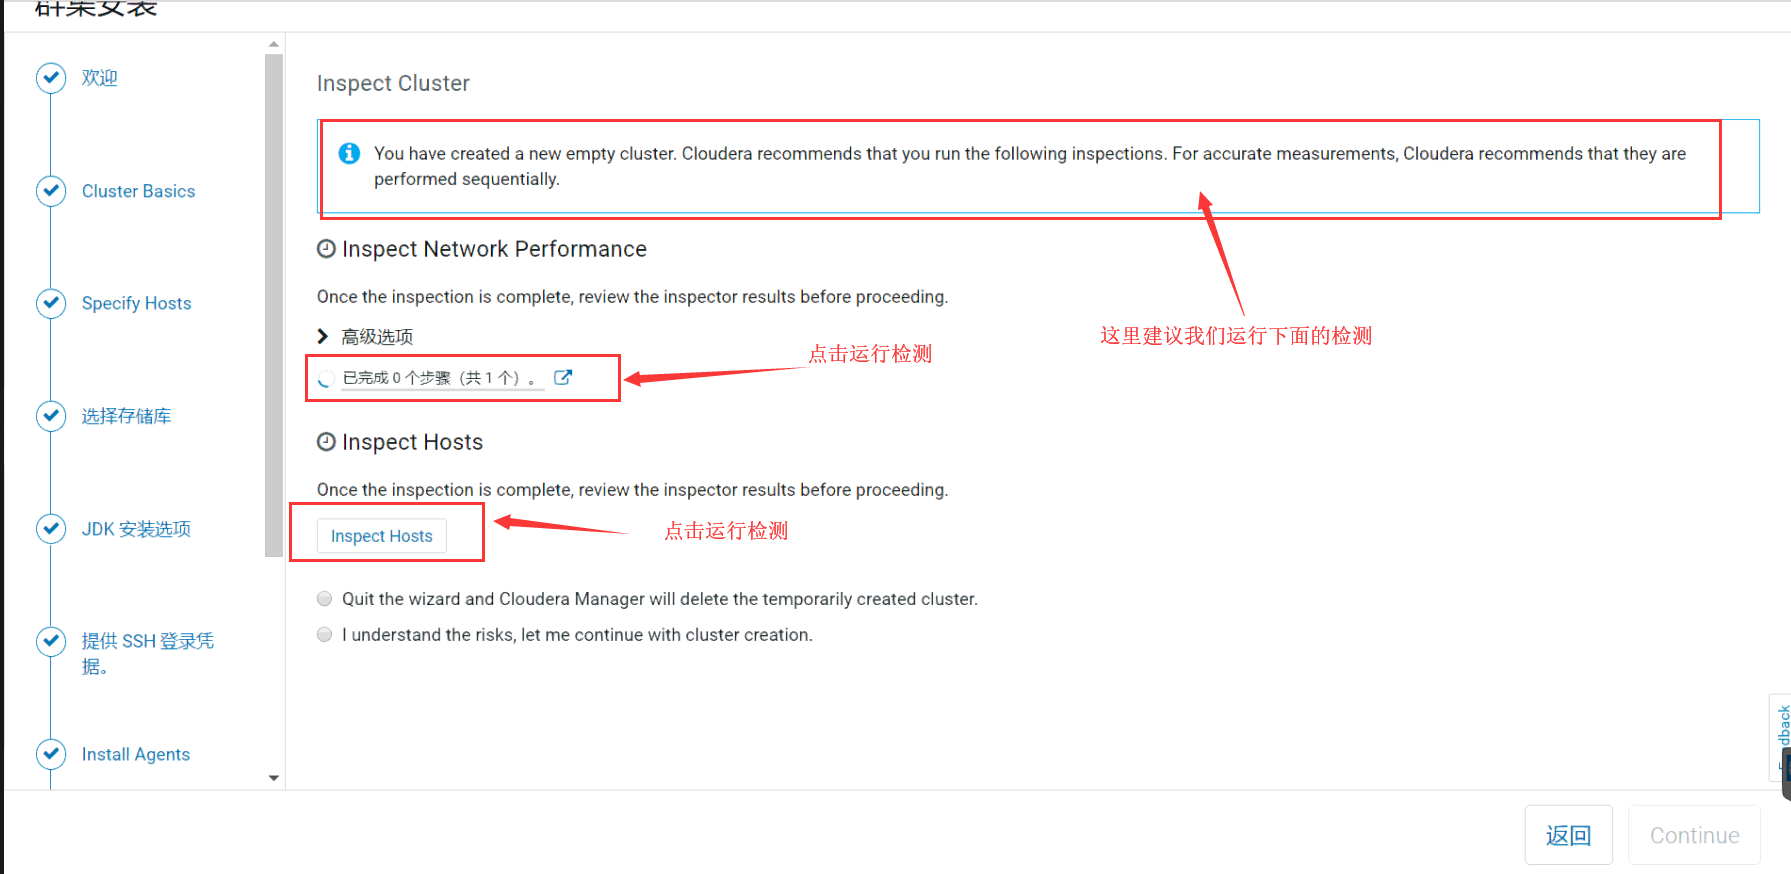 群集安装
欢迎
Cluster Basics
Specify Hosts
选择存储库
JDK 安装选项
提供 SSH 登录凭
据。
Install Agents
Inspect Cluster
You have created a new empty cluster. Cloudera recommends that you run the following inspections. For accurate measurements, Cloudera recommends that they are
performed sequentially.
Inspect Network Performance
Once the inspection is complete, review the inspector results before proceeding.
这里建议我们运行下面的检测
高级选项
点击运行检测
已完成 0 个步骤（共 1 个）。
Inspect Hosts
Once the inspection is complete, review the inspector results before proceeding.
Inspect Hosts
点击运行检测
Quit the wizard and Cloudera Manager will delete the temporarily created cluster.
I understand the risks, let me continue with cluster creation.
dback
返回
Continue